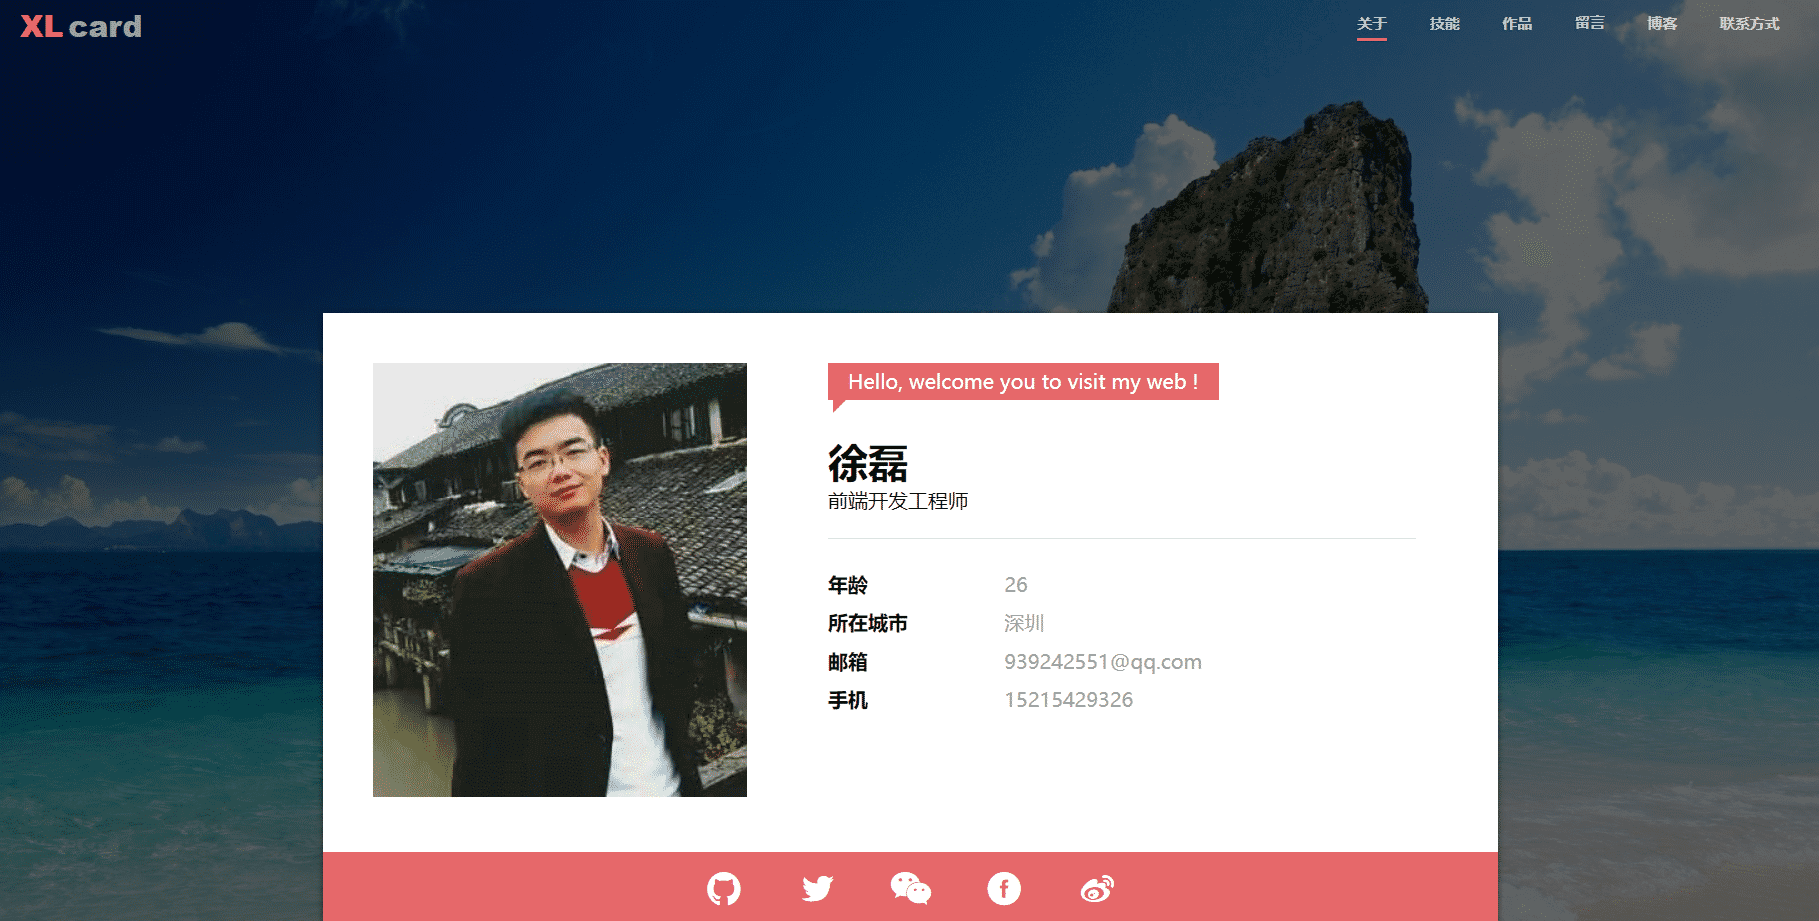 XL card
关于 技能 作品 留言 博客 联系方式
Hello, welcome you to visit my web !
徐磊
前端开发工程师
年龄 26
所在城市 深圳
邮箱 939242551@qq.com
手机 15215429326